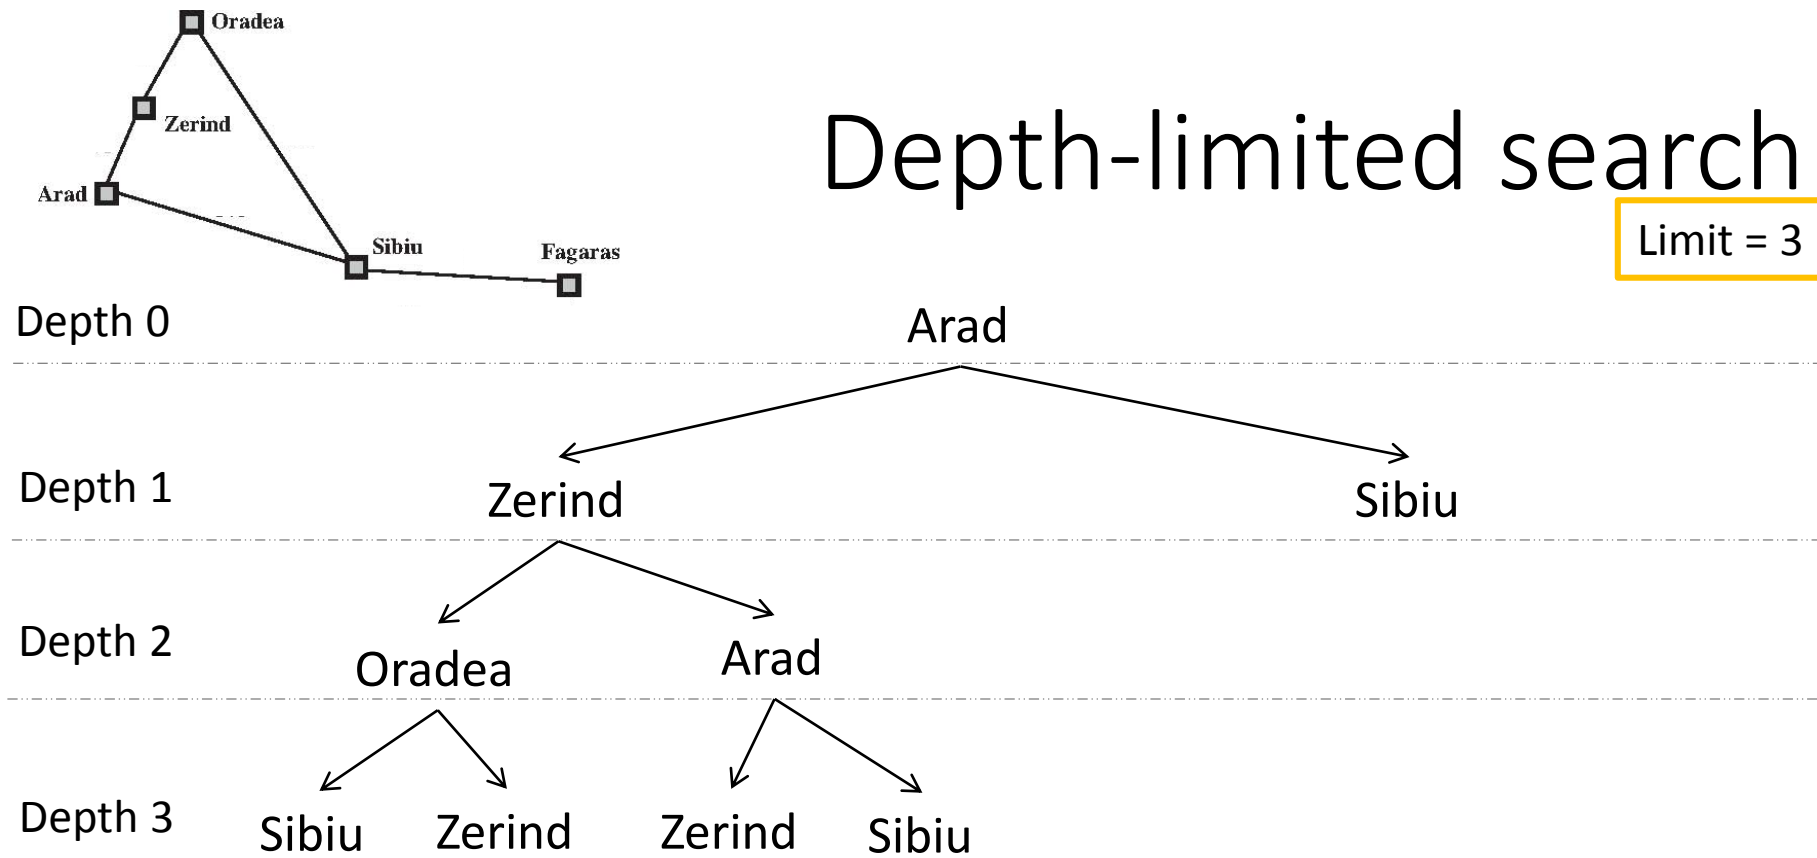 Oradea
Zerind
Arad
Sibiu
Fagaras
Depth-limited search
Limit = 3
Depth 0
Arad
Depth 1
Zerind Sibiu
Depth 2
Oradea Arad
Depth 3
Sibiu Zerind Zerind Sibiu